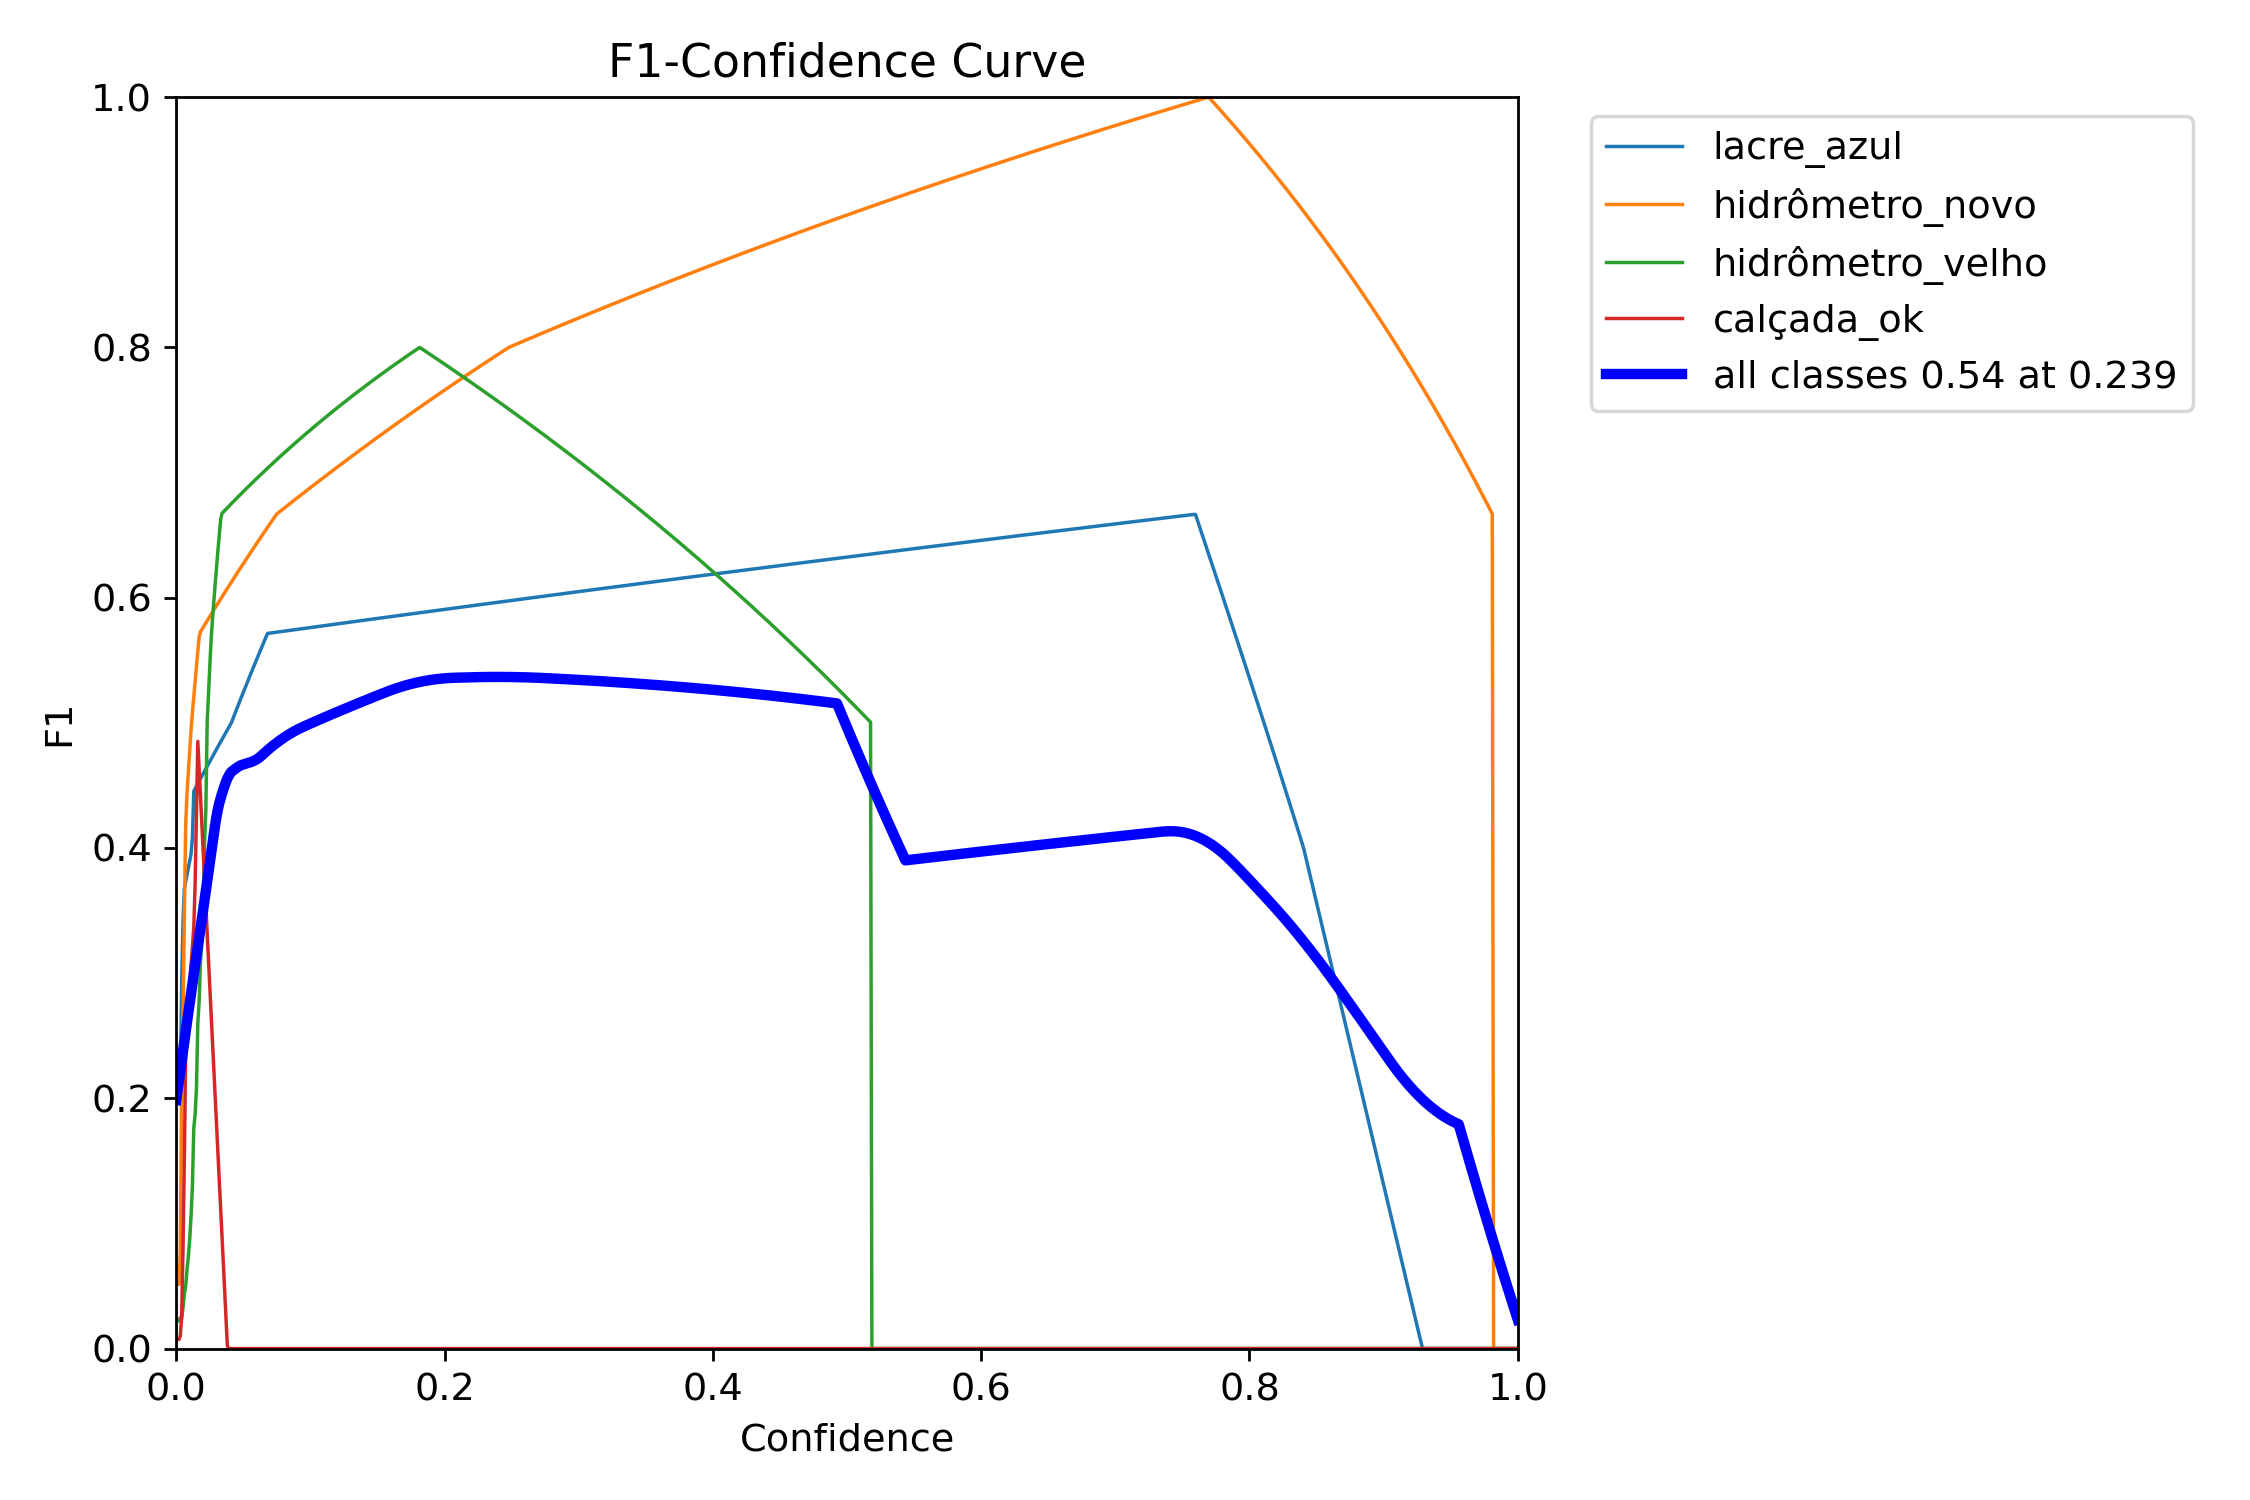 F1-Confidence Curve
1.0
0.8
0.6
0.4
0.2
0.0
F1
0.0 0.2 0.4 0.6 0.8 1.0
Confidence
lacre_azul
hidrômetro_novo
hidrômetro_velho
calçada_ok
all classes 0.54 at 0.239